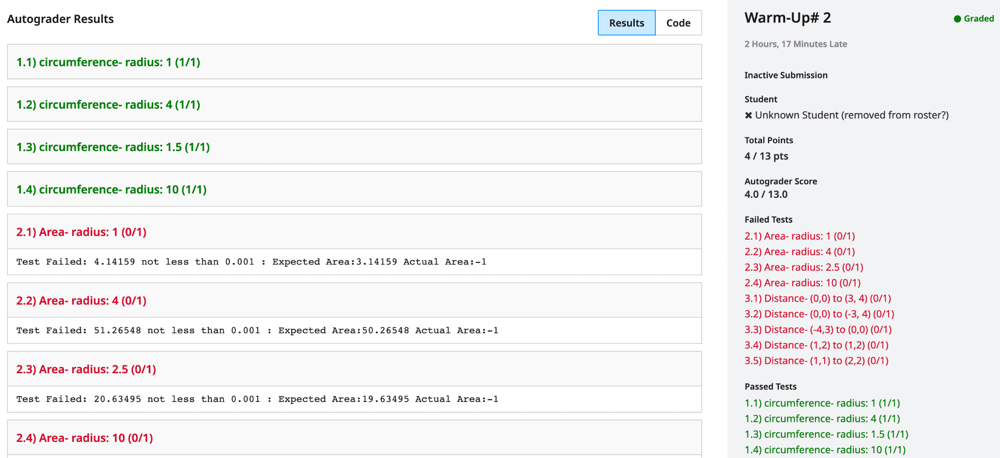 Autograder Results
Results
Code
1.1) circumference- radius: 1 (1/1)
1.2) circumference- radius: 4 (1/1)
1.3) circumference- radius: 1.5 (1/1)
1.4) circumference- radius: 10 (1/1)
2.1) Area- radius: 1 (0/1)
Test Failed: 4.14159 not less than 0.001 : Expected Area:3.14159 Actual Area:-1
2.2) Area- radius: 4 (0/1)
Test Failed: 51.26548 not less than 0.001 : Expected Area:50.26548 Actual Area:-1
2.3) Area- radius: 2.5 (0/1)
Test Failed: 20.63495 not less than 0.001 : Expected Area:19.63495 Actual Area:-1
2.4) Area- radius: 10 (0/1)
Warm-Up# 2
Graded
2 Hours, 17 Minutes Late
Inactive Submission
Student
Unknown Student (removed from roster?)
Total Points
4 / 13 pts
Autograder Score
4.0 / 13.0
Failed Tests
2.1) Area- radius: 1 (0/1)
2.2) Area- radius: 4 (0/1)
2.3) Area- radius: 2.5 (0/1)
2.4) Area- radius: 10 (0/1)
3.1) Distance- (0,0) to (3, 4) (0/1)
3.2) Distance- (0,0) to (-3, 4) (0/1)
3.3) Distance- (-4,3) to (0,0) (0/1)
3.4) Distance- (1,2) to (1,2) (0/1)
3.5) Distance- (1,1) to (2,2) (0/1)
Passed Tests
1.1) circumference- radius: 1 (1/1)
1.2) circumference- radius: 4 (1/1)
1.3) circumference- radius: 1.5 (1/1)
1.4) circumference- radius: 10 (1/1)